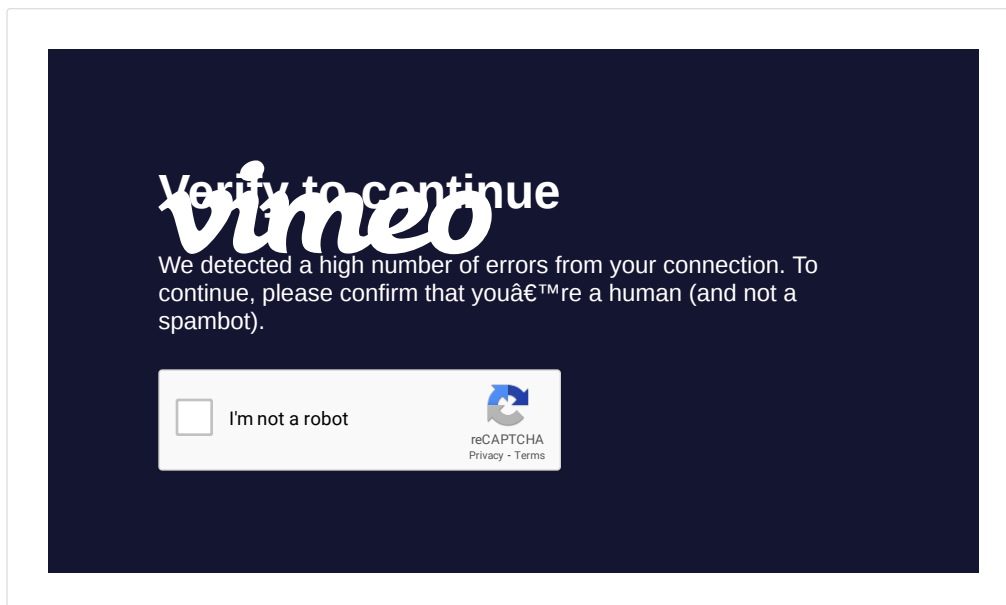 Verify to continue
vimeo
We detected a high number of errors from your connection. To
continue, please confirm that youâ€™re a human (and not a
spambot).
I'm not a robot
reCAPTCHA
Privacy - Terms